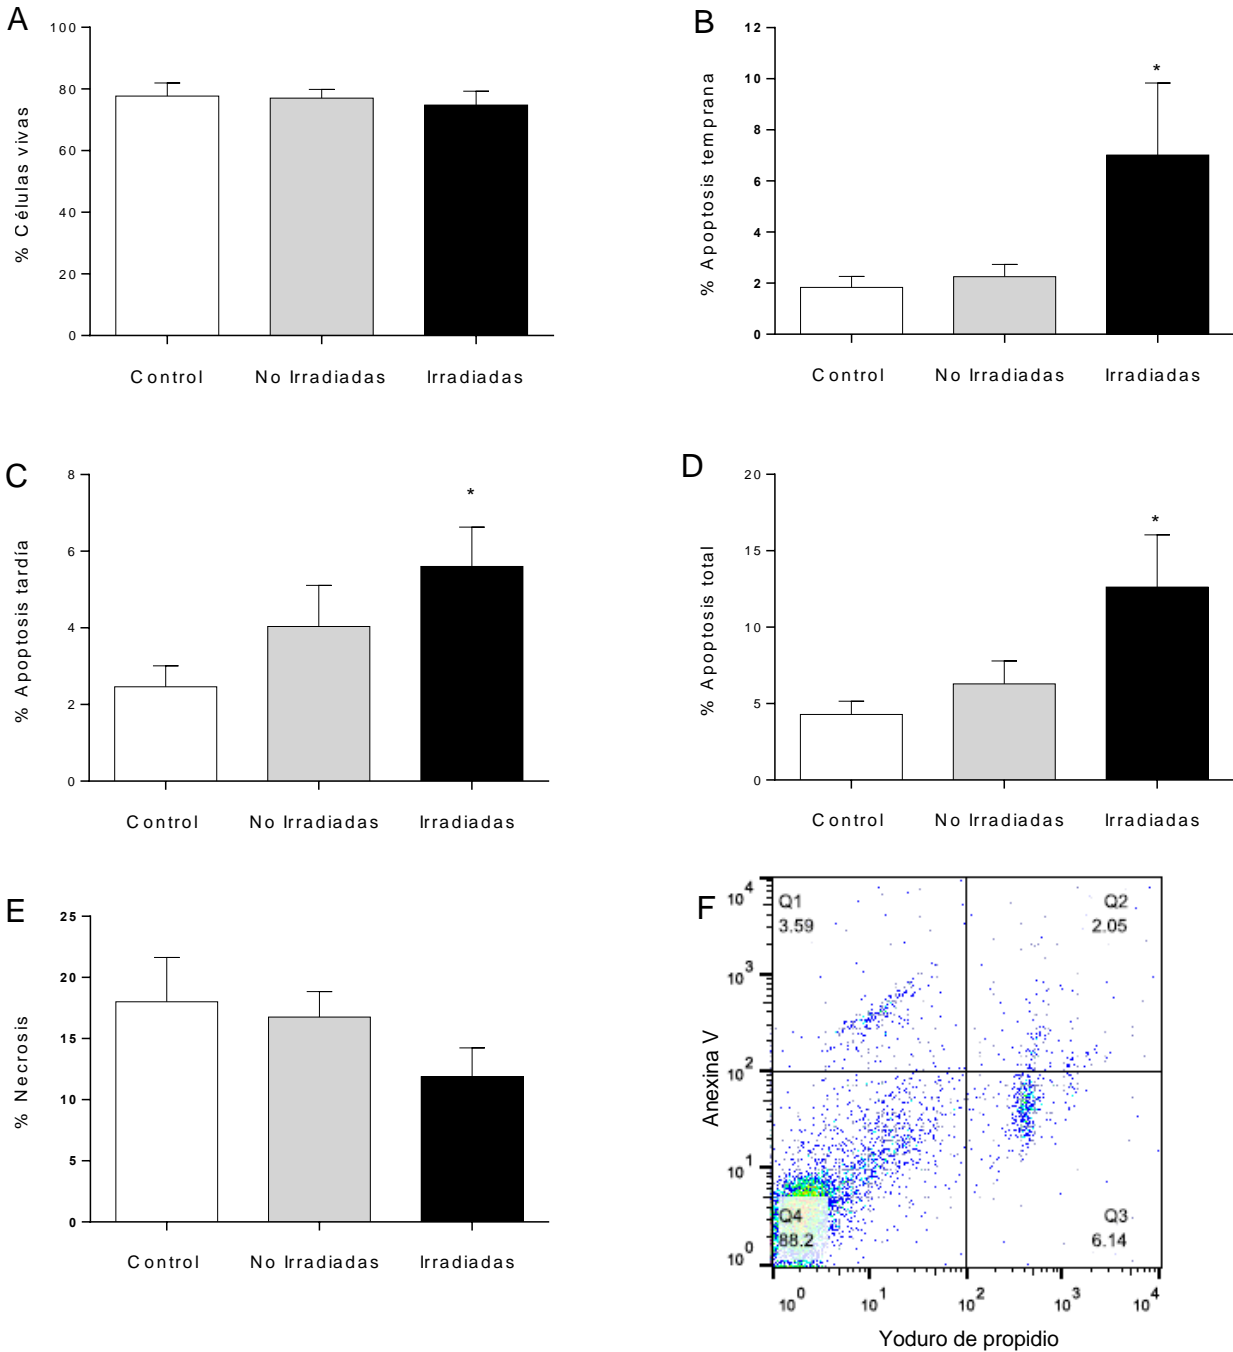 A
% Células vivas
100
80
60
40
20
0
Control No Irradiadas Irradiadas
B
% Apoptosis temprana
12
10
8
6
4
2
0
*
Control No Irradiadas Irradiadas
C
% Apoptosis tardía
8
6
4
2
0
*
Control No Irradiadas Irradiadas
D
% Apoptosis total
20
15
10
5
0
*
Control No Irradiadas Irradiadas
E
% Necrosis
25
20
15
10
5
0
Control No Irradiadas Irradiadas
F
Anexina V
10^4
10^3
10^2
10^1
10^0
Q1
3.59
Q2
2.05
Q4
88.2
Q3
6.14
10^0 10^1 10^2 10^3 10^4
Yoduro de propidio